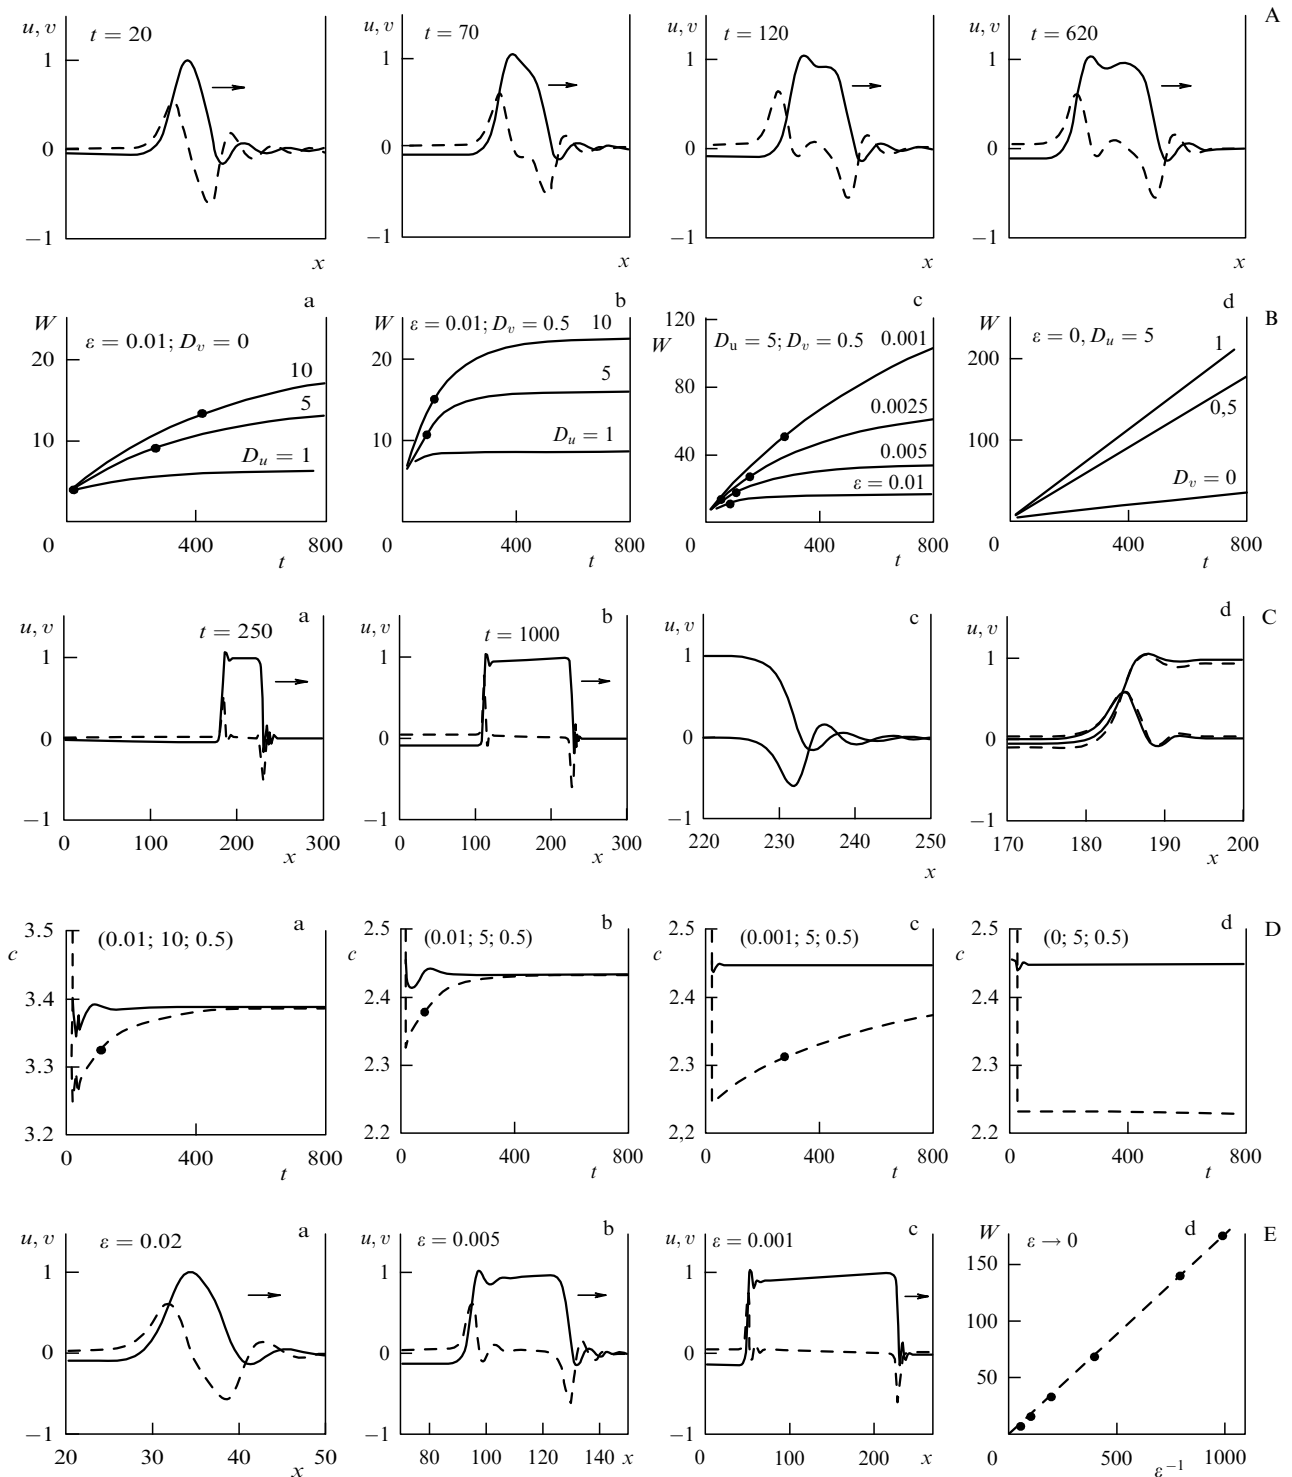 A
u, v t = 20 1 0 −1 x
u, v t = 70 1 0 −1 x
u, v t = 120 1 0 −1 x
u, v t = 620 1 0 −1 x
B
a W ε = 0.01; D_v = 0 20 10 10 5 D_u = 1 0 400 800 t
b W ε = 0.01; D_v = 0.5 10 20 5 10 D_u = 1 0 400 800 t
c 120 W D_u = 5; D_v = 0.5 0.001 80 0.0025 40 0.005 ε = 0.01 0 400 800 t
d W ε = 0, D_u = 5 1 200 0,5 100 D_v = 0 0 400 800 t
C
a u, v t = 250 1 0 −1 0 100 200 300 x
b u, v t = 1000 1 0 −1 0 100 200 300 x
c u, v 1 0 −1 220 230 240 250 x
d u, v 1 0 −1 170 180 190 200 x
D
a 3.5 (0.01; 10; 0.5) c 3.4 3.3 3.2 0 400 800 t
b 2.5 (0.01; 5; 0.5) c 2.4 2.3 2.2 0 400 800 t
c 2.5 (0.001; 5; 0.5) c 2.4 2.3 2,2 0 400 800 t
d 2.5 (0; 5; 0.5) c 2.4 2.3 2.2 0 400 800 t
E
a u, v ε = 0.02 1 0 −1 20 30 40 50 x
b u, v ε = 0.005 1 0 −1 80 100 120 140 x
c u, v ε = 0.001 1 0 −1 0 100 200 x
d W ε → 0 150 100 50 0 500 1000 ε⁻¹